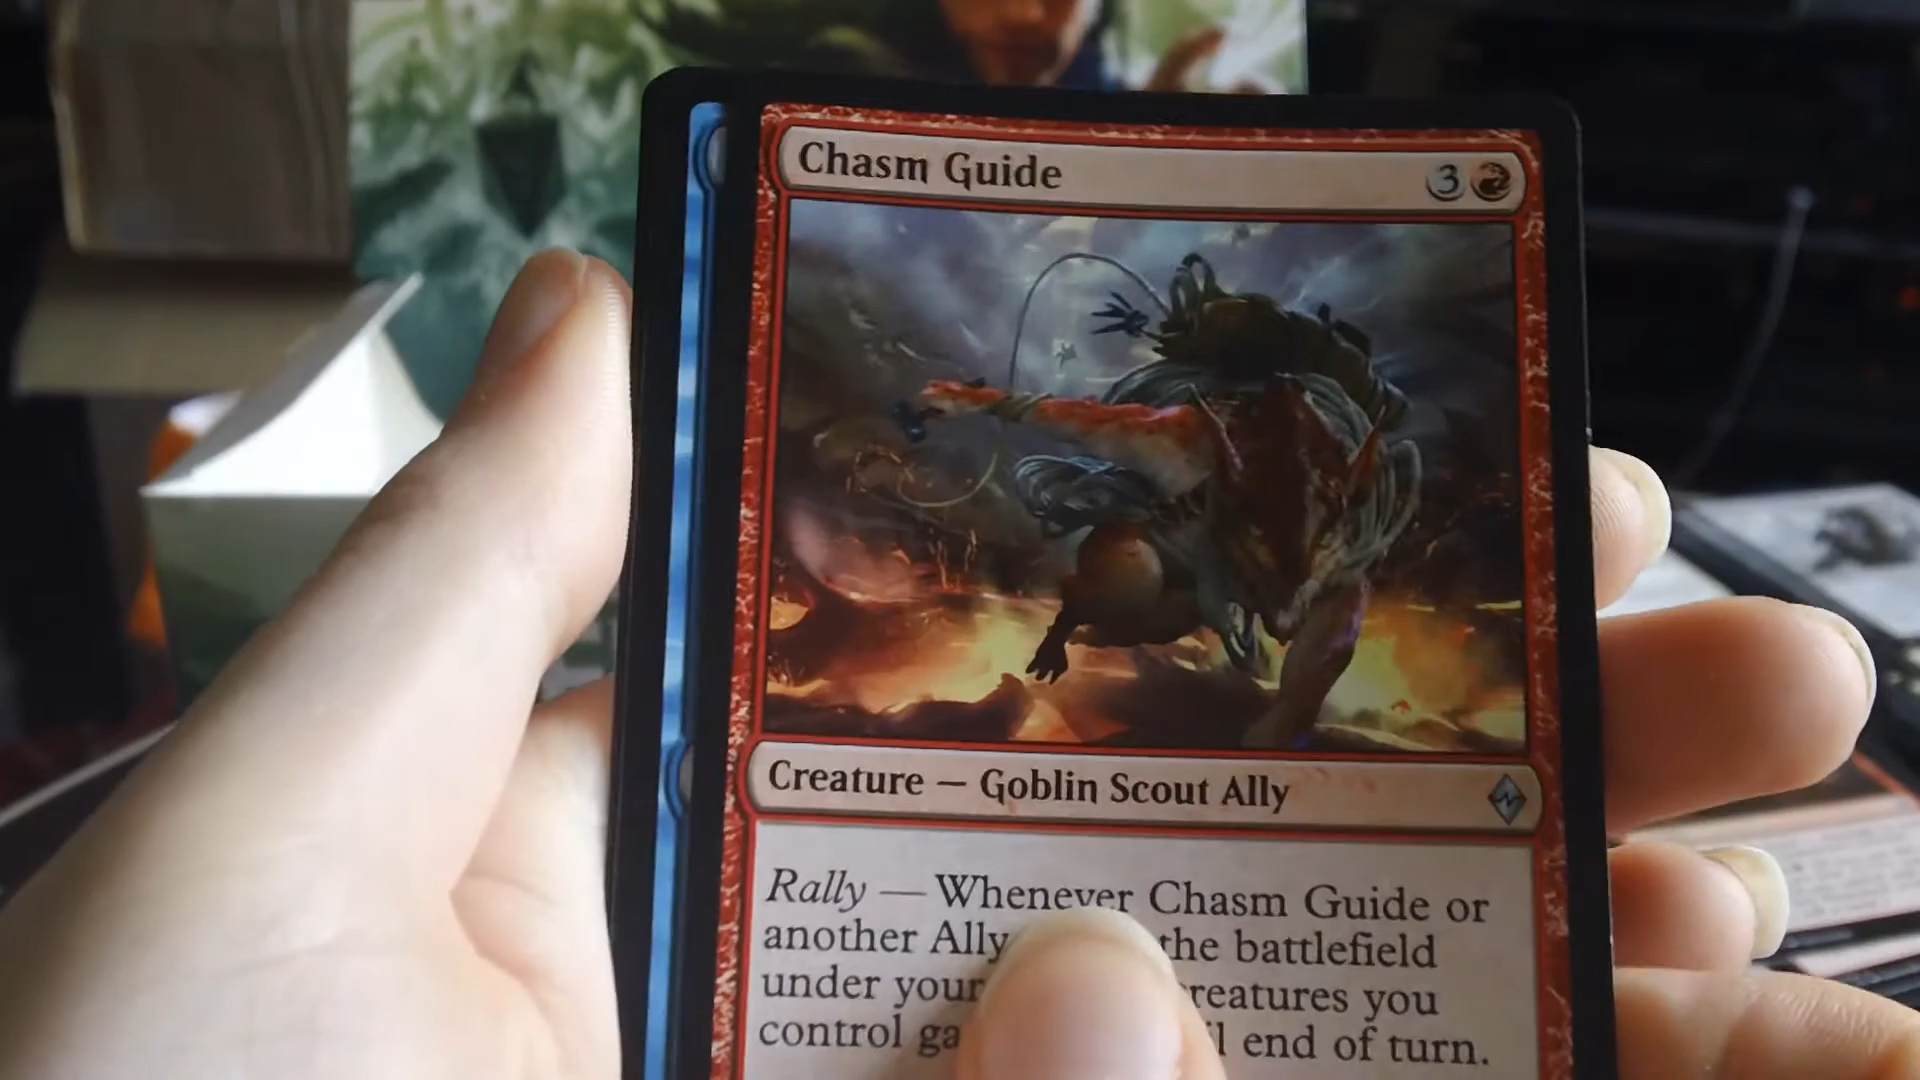 Chasm Guide
3
Creature — Goblin Scout Ally
Rally — Whenever Chasm Guide or
another Ally the battlefield
under your creatures you
control end of turn.